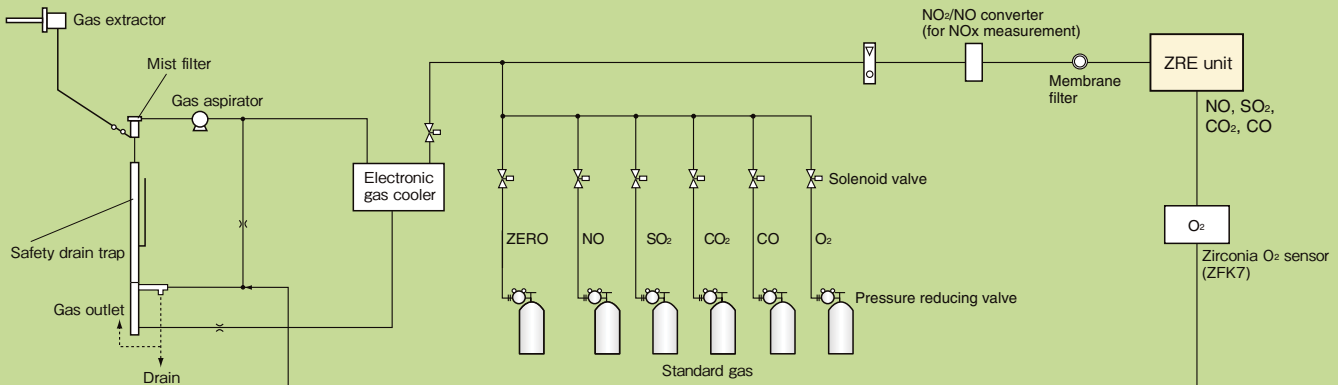 Gas extractor
Mist filter
Gas aspirator
Electronic
gas cooler
Safety drain trap
Gas outlet
Drain
NO₂/NO converter
(for NOx measurement)
Membrane
filter
ZRE unit
NO, SO₂,
CO₂, CO
Solenoid valve
ZERO
NO
SO₂
CO₂
CO
O₂
O₂
Zirconia O₂ sensor
(ZFK7)
Pressure reducing valve
Standard gas